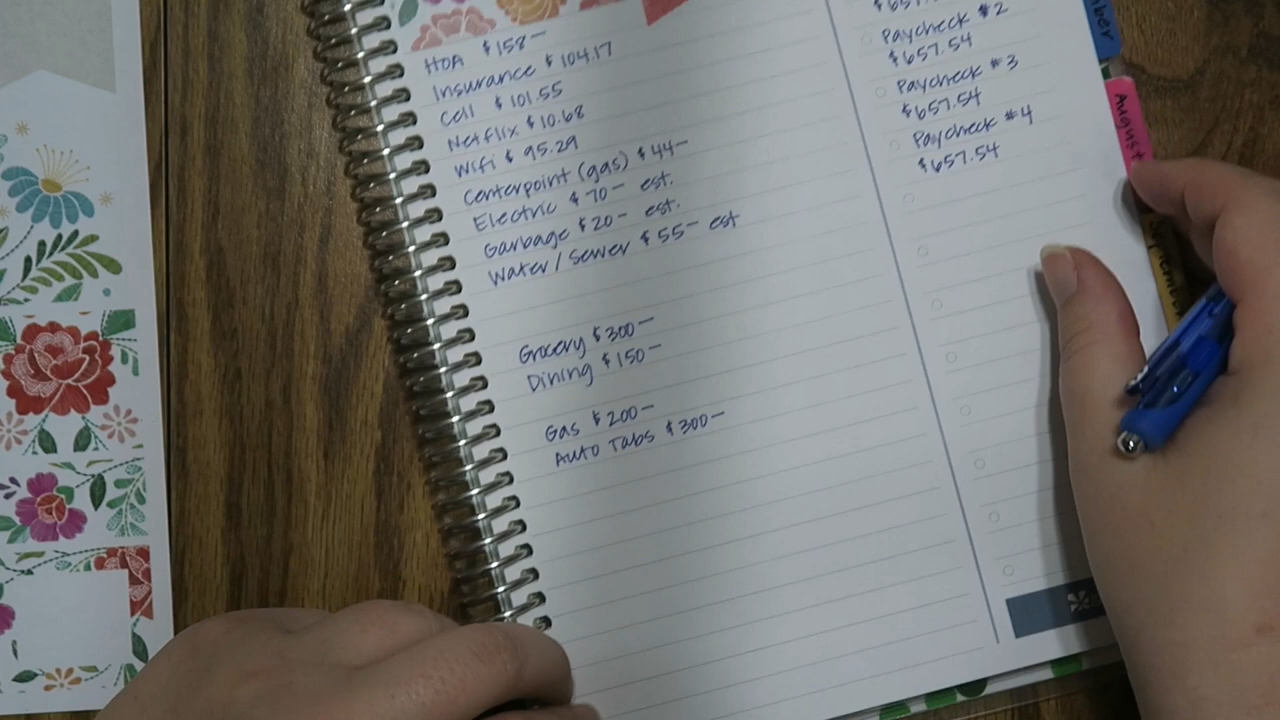 HOA $158-
Insurance $104.17
Cell $101.55
Netflix $10.68
Wifi $95.29
Centerpoint (gas) $44-
Electric $70- est.
Garbage $20- est.
Water/Sewer $55- est
Grocery $300-
Dining $150-
Gas $200-
Auto Tabs $300-
Paycheck #2
$657.54
Paycheck #3
$657.54
Paycheck #4
$657.54
August